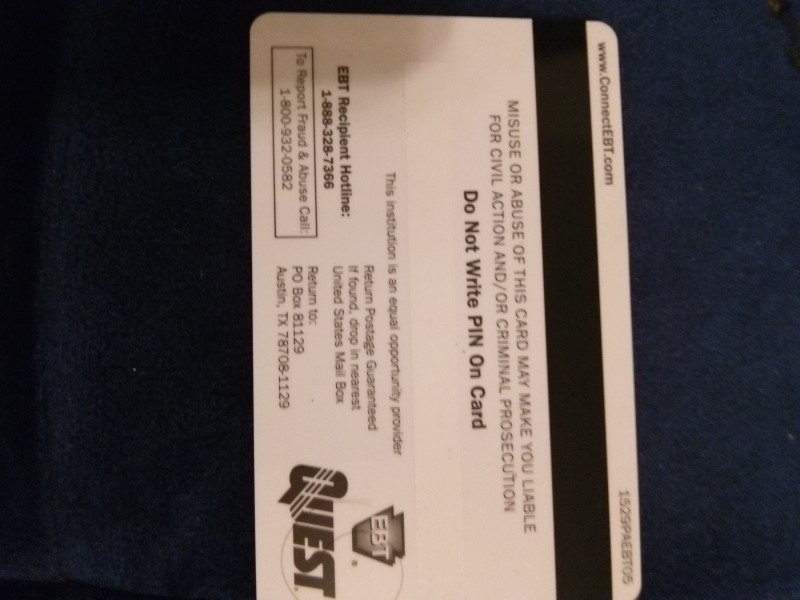 www.ConnectEBT.com
1529PAEBT05
MISUSE OR ABUSE OF THIS CARD MAY MAKE YOU LIABLE
FOR CIVIL ACTION AND/OR CRIMINAL PROSECUTION
Do Not Write PIN On Card
This institution is an equal opportunity provider
EBT Recipient Hotline:
1-888-328-7366
To Report Fraud & Abuse Call:
1-800-932-0582
Return Postage Guaranteed
If found, drop in nearest
United States Mail Box
Return to:
PO Box 81129
Austin, TX 78708-1129
EBT®
QUEST®